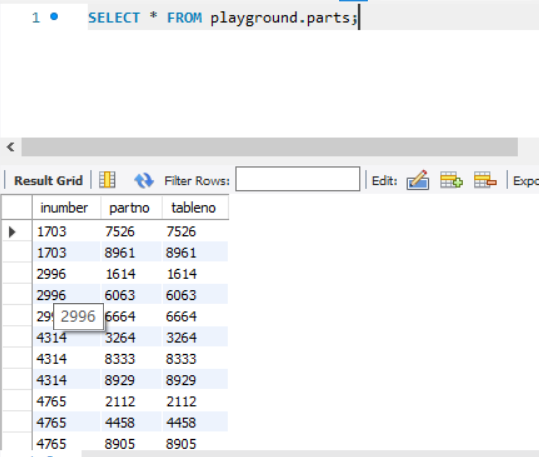 1 SELECT * FROM playground.parts;
Result Grid Filter Rows: Edit: Expo
inumber partno tableno
1703 7526 7526
1703 8961 8961
2996 1614 1614
2996 6063 6063
2996 6664 6664
4314 3264 3264
4314 8333 8333
4314 8929 8929
4765 2112 2112
4765 4458 4458
4765 8905 8905